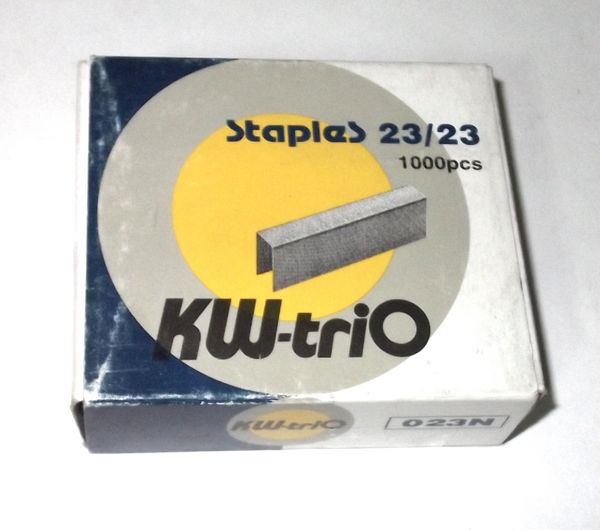 StapleS 23/23
1000pcs
KW-triO
KW-triO
023N